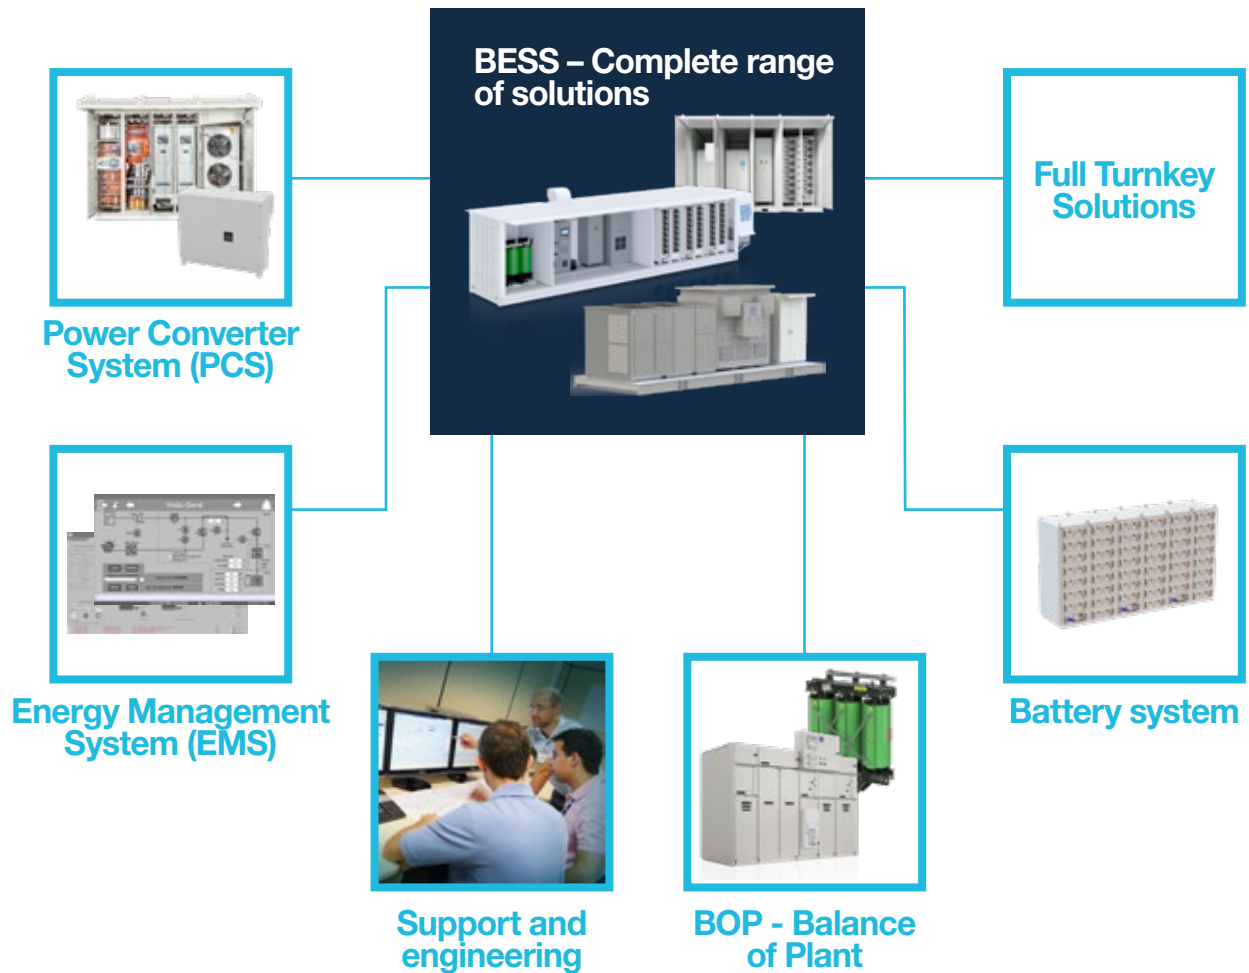 BESS – Complete range
of solutions
Full Turnkey
Solutions
Power Converter
System (PCS)
Energy Management
System (EMS)
Battery system
Support and
engineering
BOP - Balance
of Plant